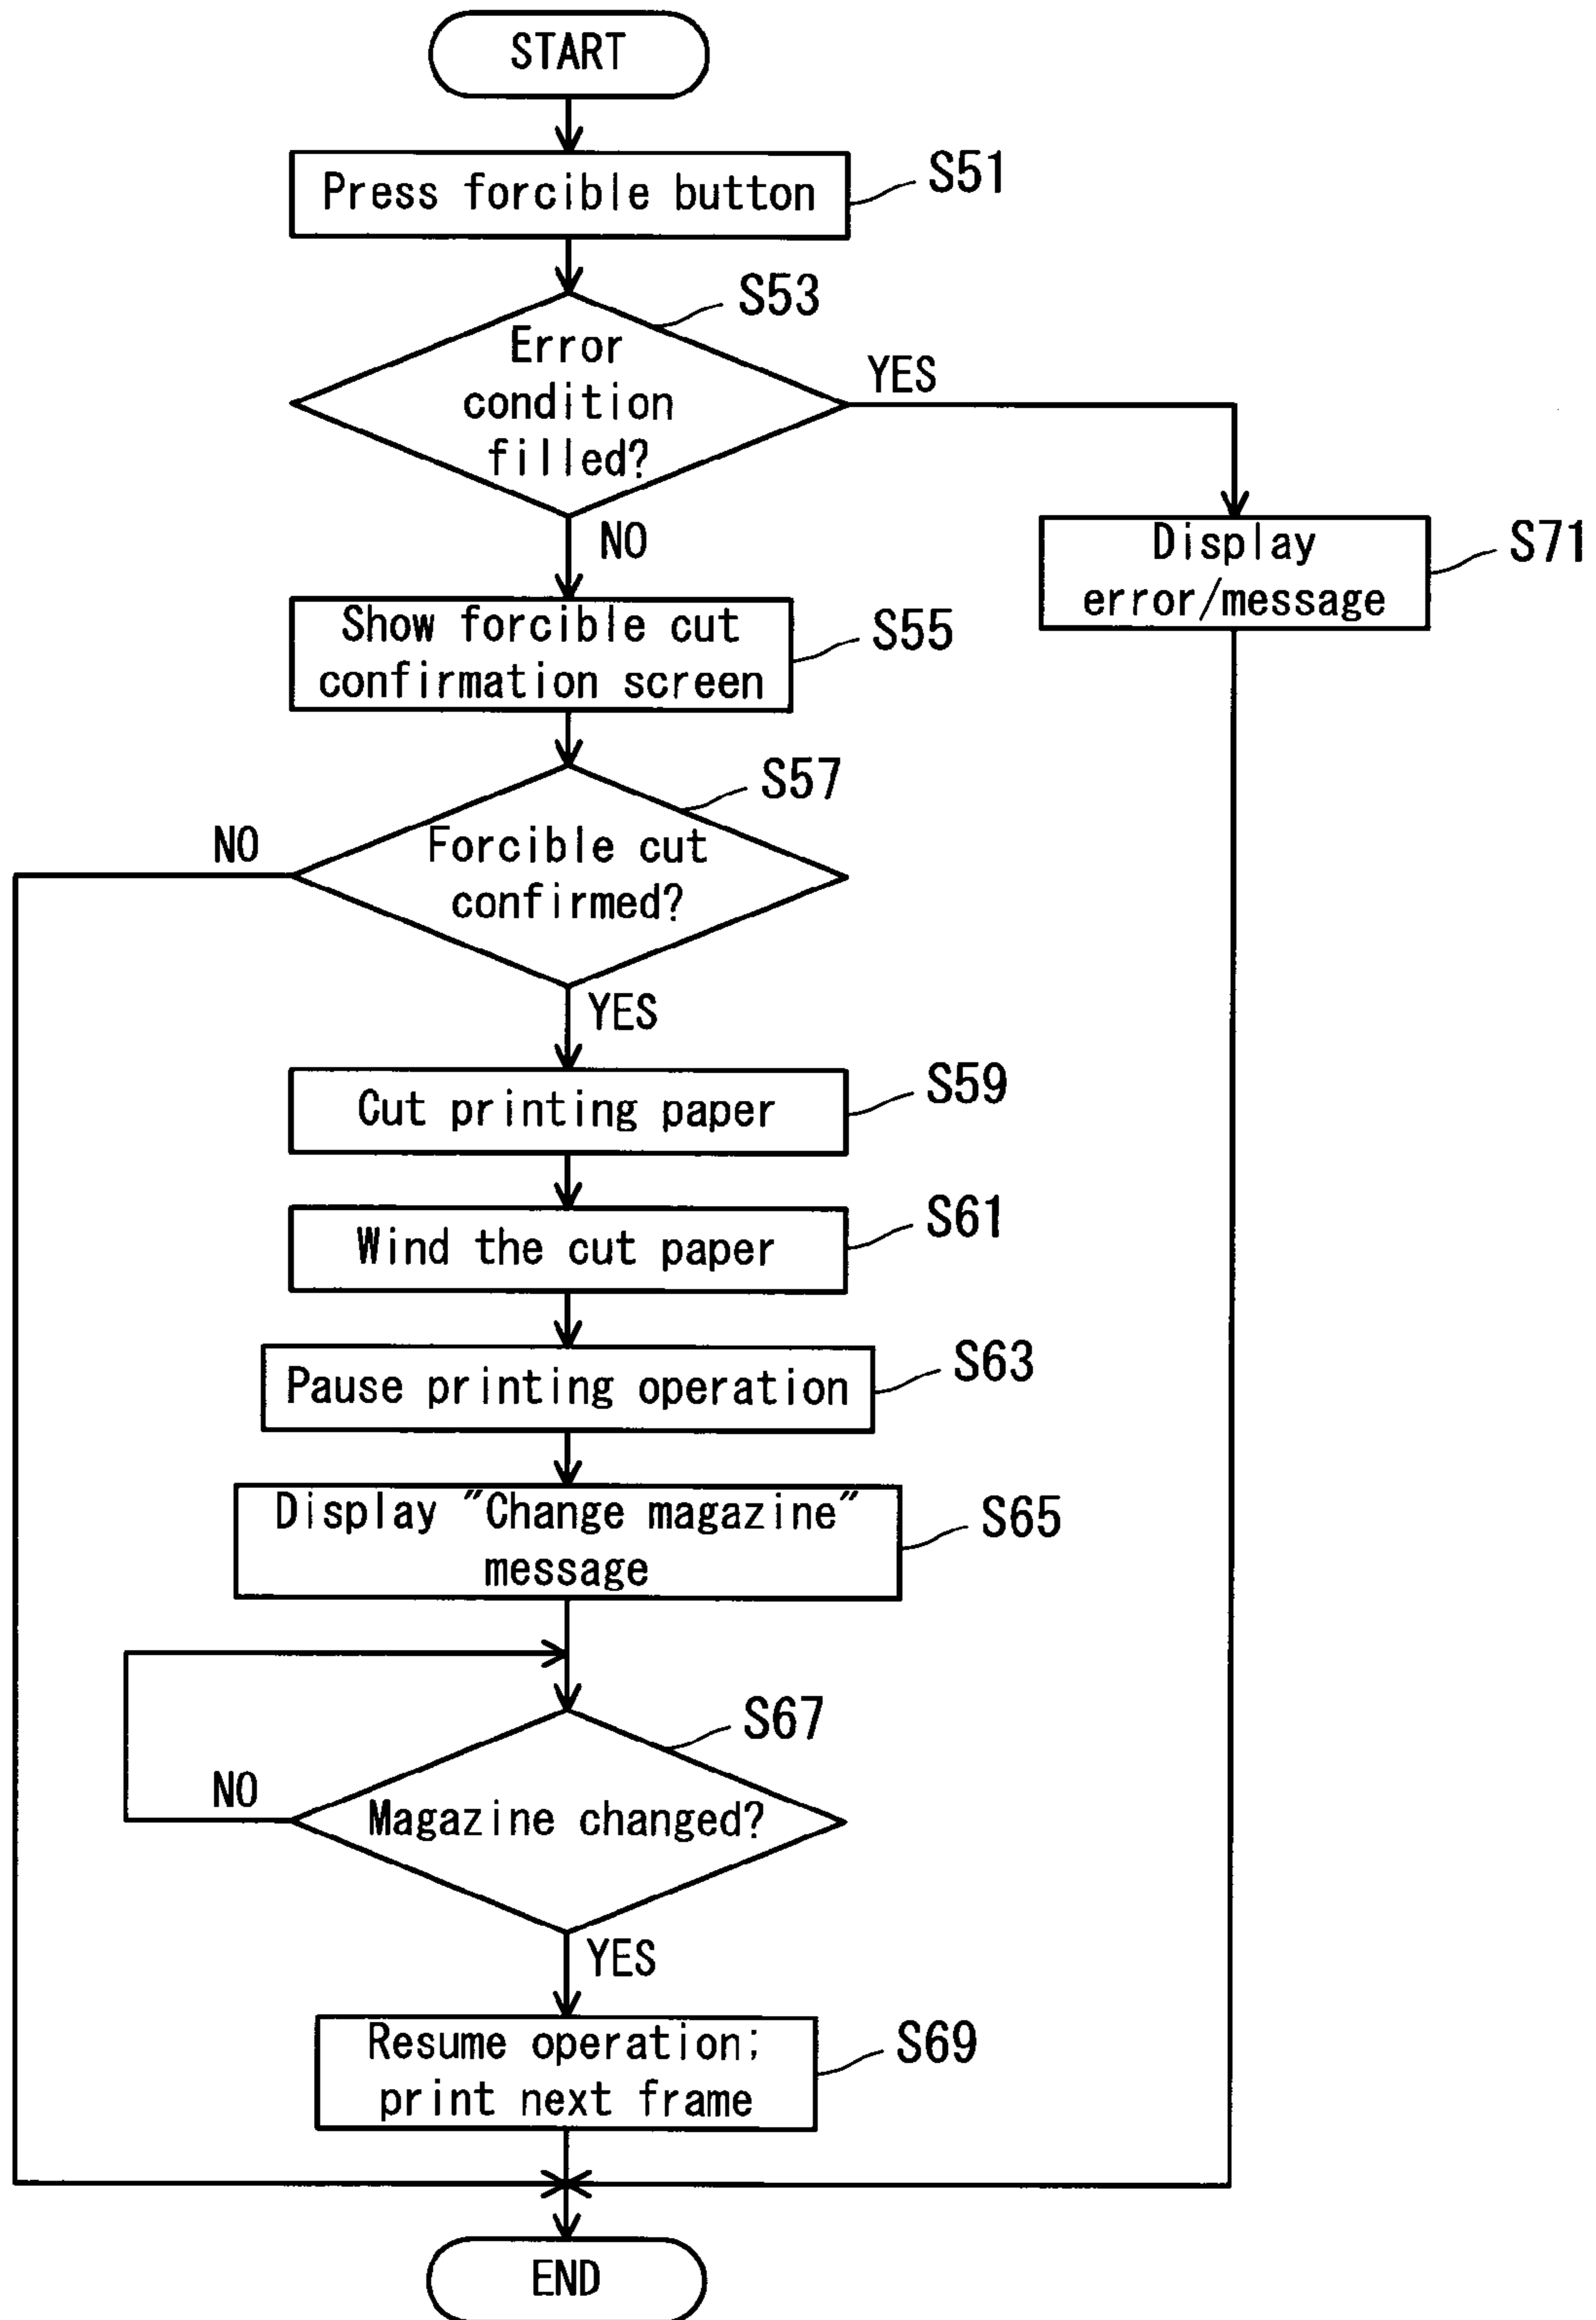 START
Press forcible button
S51
S53
Error
condition
filled?
YES
NO
Display
error/message
S71
Show forcible cut
confirmation screen
S55
S57
NO
Forcible cut
confirmed?
YES
Cut printing paper
S59
Wind the cut paper
S61
Pause printing operation
S63
Display "Change magazine"
message
S65
S67
NO
Magazine changed?
YES
Resume operation;
print next frame
S69
END